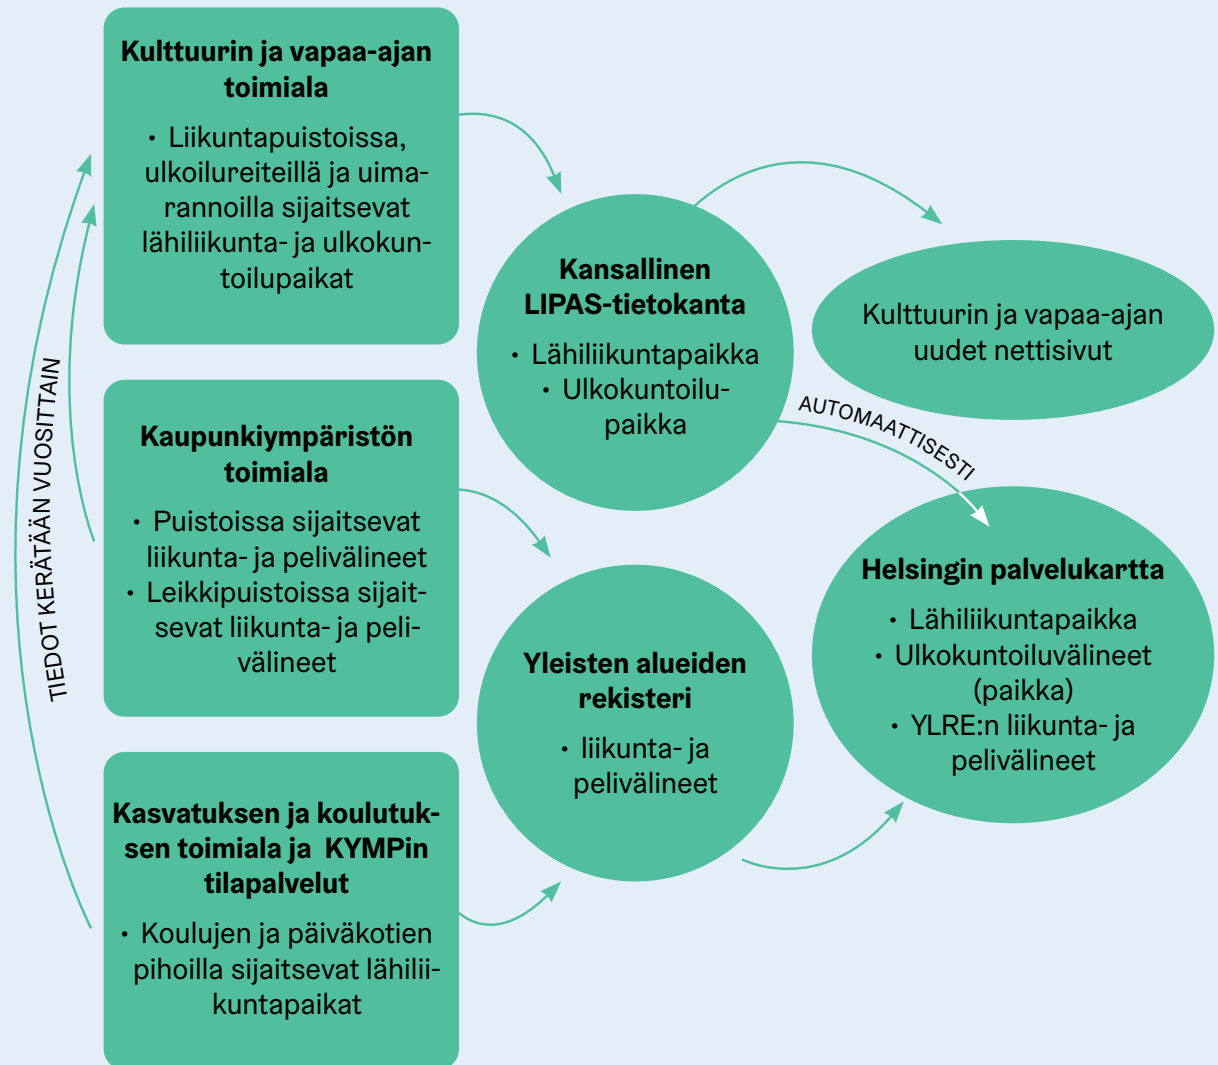 Kulttuurin ja vapaa-ajan
toimiala
• Liikuntapuistoissa,
ulkoilureiteillä ja uima-
rannoilla sijaitsevat
lähiliikunta- ja ulkokun-
toilupaikat
Kaupunkiympäristön
toimiala
• Puistoissa sijaitsevat
liikunta- ja pelivälineet
• Leikkipuistoissa sijait-
sevat liikunta- ja peli-
välineet
Kasvatuksen ja koulutuk-
sen toimiala ja KYMPin
tilapalvelut
• Koulujen ja päiväkotien
pihoilla sijaitsevat lähilii-
kuntapaikat
TIEDOT KERÄTÄÄN VUOSITTAIN
Kansallinen
LIPAS-tietokanta
• Lähiliikuntapaikka
• Ulkokuntoilu-
paikka
Yleisten alueiden
rekisteri
• liikunta- ja
pelivälineet
Kulttuurin ja vapaa-ajan
uudet nettisivut
AUTOMAATTISESTI
Helsingin palvelukartta
• Lähiliikuntapaikka
• Ulkokuntoiluvälineet
(paikka)
• YLRE:n liikunta- ja
pelivälineet